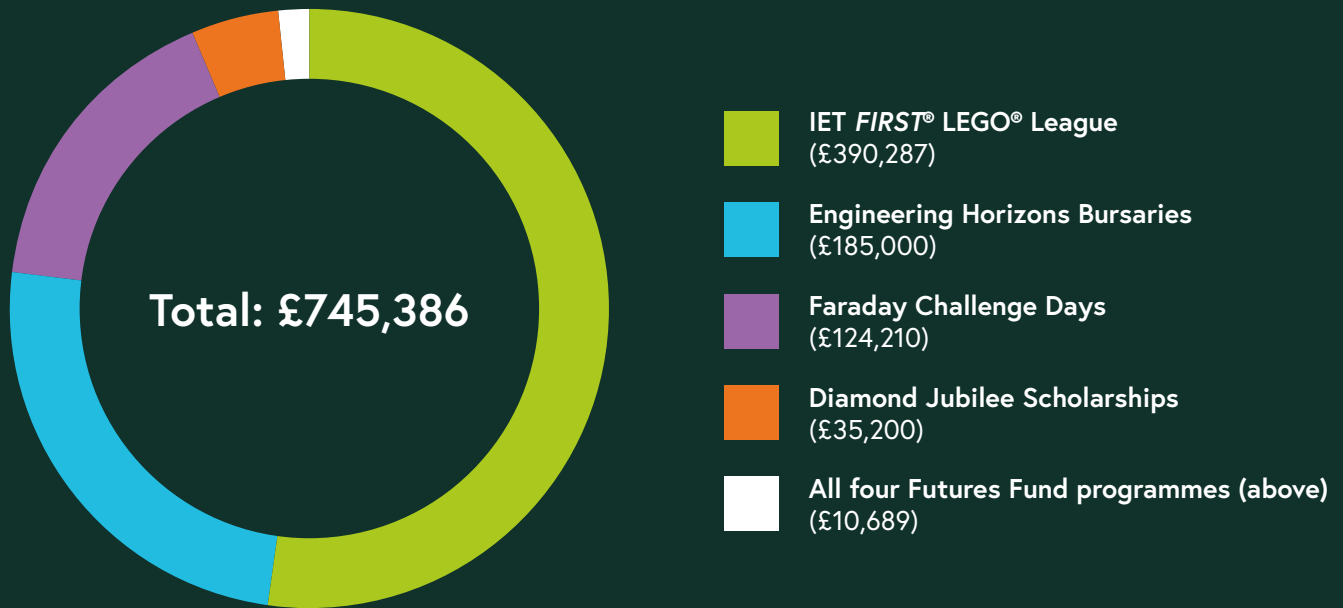 Total: £745,386
IET FIRST® LEGO® League
(£390,287)
Engineering Horizons Bursaries
(£185,000)
Faraday Challenge Days
(£124,210)
Diamond Jubilee Scholarships
(£35,200)
All four Futures Fund programmes (above)
(£10,689)